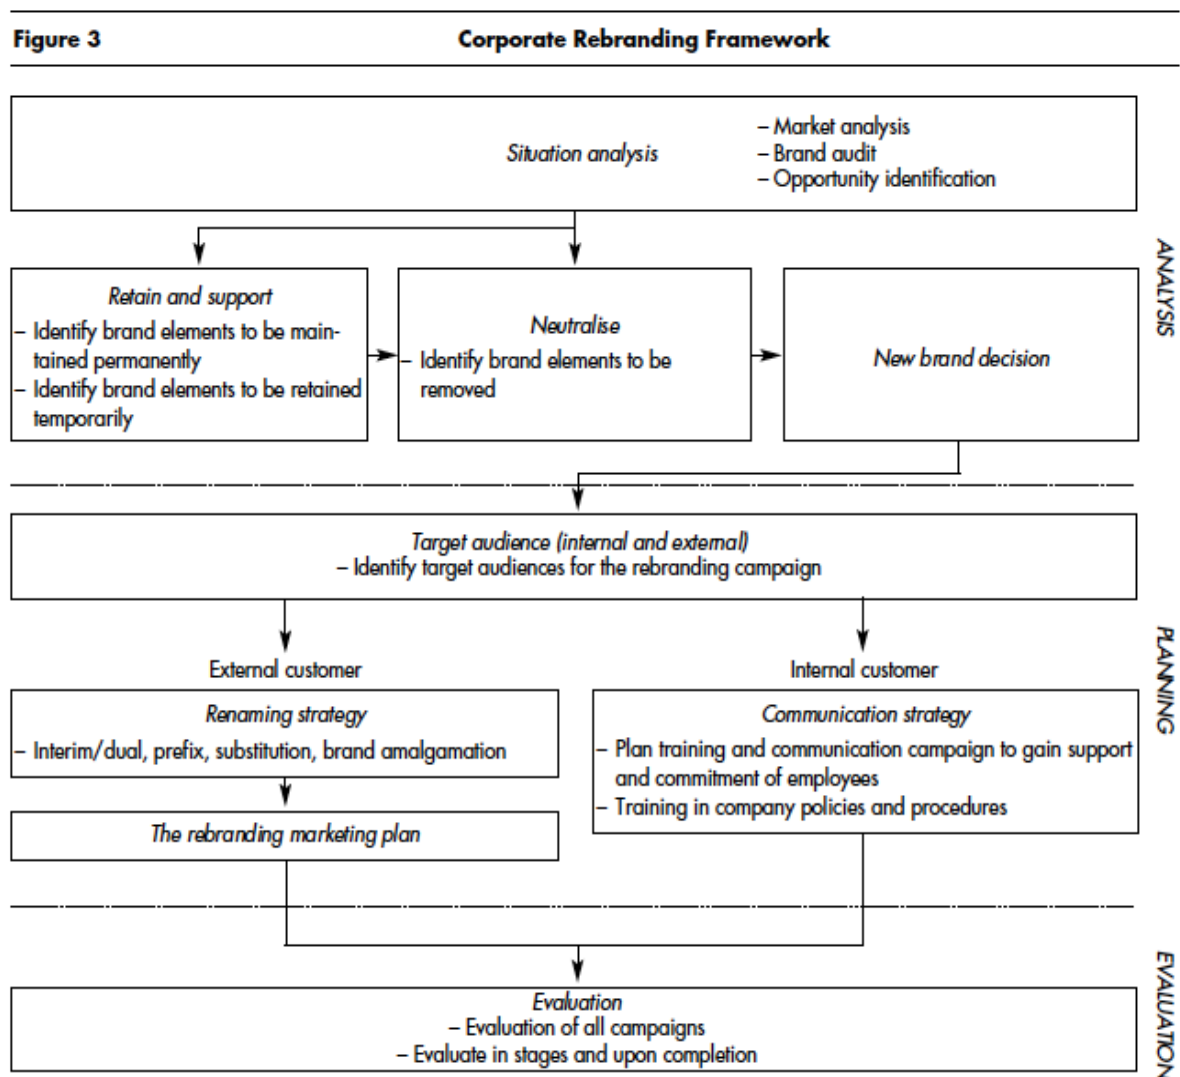 Figure 3
Corporate Rebranding Framework
Situation analysis
– Market analysis
– Brand audit
– Opportunity identification
ANALYSIS
Retain and support
– Identify brand elements to be main-
tained permanently
– Identify brand elements to be retained
temporarily
Neutralise
– Identify brand elements to be
removed
New brand decision
Target audience (internal and external)
– Identify target audiences for the rebranding campaign
PLANNING
External customer
Renaming strategy
– Interim/dual, prefix, substitution, brand amalgamation
The rebranding marketing plan
Internal customer
Communication strategy
– Plan training and communication campaign to gain support
and commitment of employees
– Training in company policies and procedures
EVALUATION
Evaluation
– Evaluation of all campaigns
– Evaluate in stages and upon completion